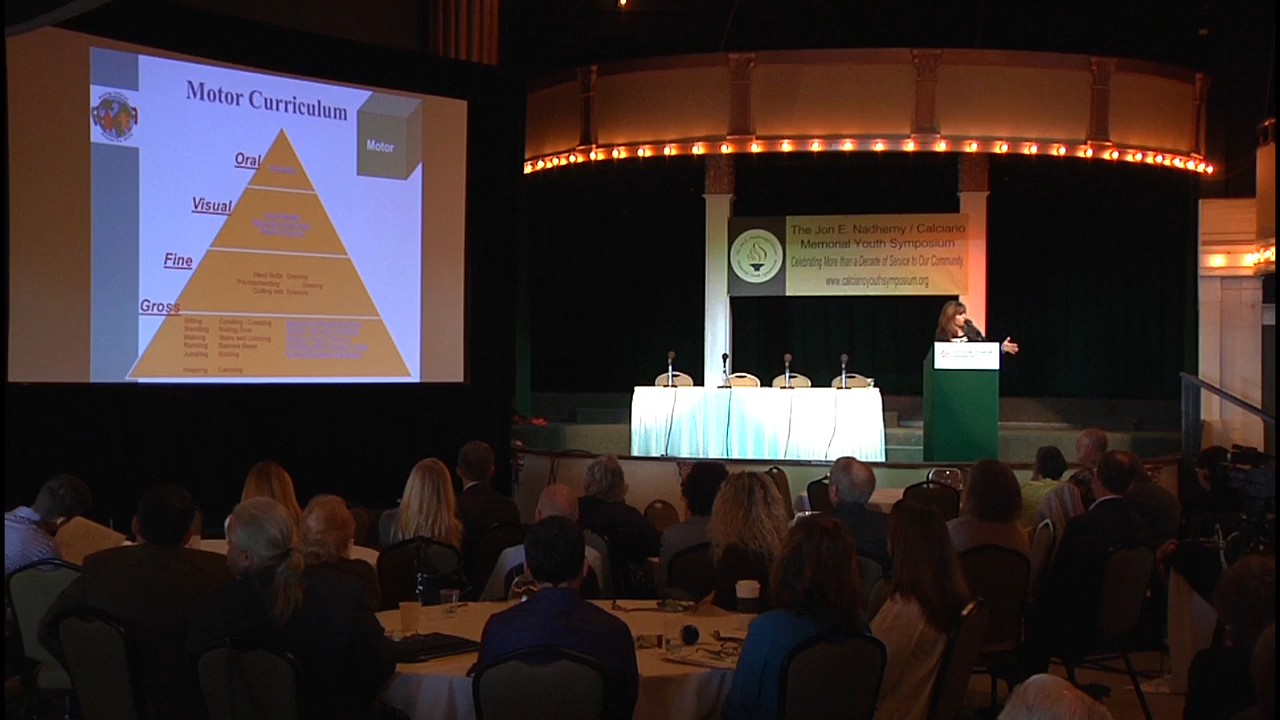 Motor Curriculum
Motor
Oral
Visual
Fine
Hand Skills Coloring
Pre-Handwriting Drawing
Cutting with Scissors
Gross
Sitting Crawling / Creeping
Standing Rolling Over
Walking Stairs and Climbing
Running Balance Beam
Jumping Kicking
Hopping Catching
The Jon E. Nadherny / Calciano
Memorial Youth Symposium
Celebrating More than a Decade of Service to Our Community.
www.calcianoyouthsymposium.org